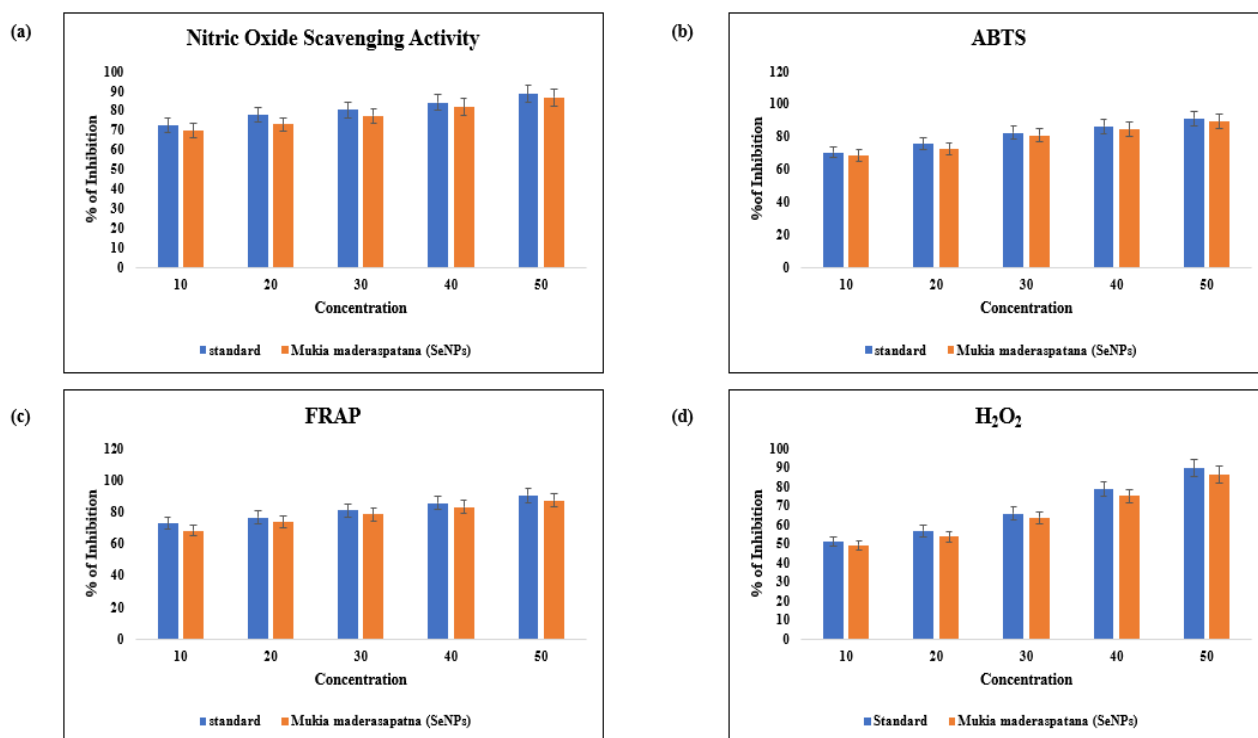 (a)
Nitric Oxide Scavenging Activity
100
90
80
70
60
50
40
30
20
10
0
% of Inhibition
10 20 30 40 50
Concentration
standard Mukia maderaspatana (SeNPs)
(b)
ABTS
120
100
80
60
40
20
0
%of Inhibition
10 20 30 40 50
Concentration
standard Mukia maderaspatana (SeNPs)
(c)
FRAP
120
100
80
60
40
20
0
% of Inhibition
10 20 30 40 50
Concentration
standard Mukia maderasapatna (SeNPs)
(d)
H₂O₂
100
90
80
70
60
50
40
30
20
10
0
% of Inhibition
10 20 30 40 50
Concentration
Standard Mukia maderaspatana (SeNPs)